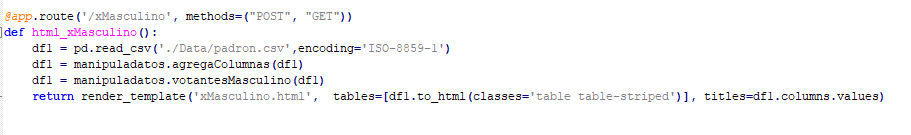 @app.route('/xMasculino', methods=("POST", "GET"))
def html_xMasculino():
    df1 = pd.read_csv('./Data/padron.csv',encoding='ISO-8859-1')
    df1 = manipuladatos.agregaColumnas(df1)
    df1 = manipuladatos.votantesMasculino(df1)
    return render_template('xMasculino.html',  tables=[df1.to_html(classes='table table-striped')], titles=df1.columns.values)